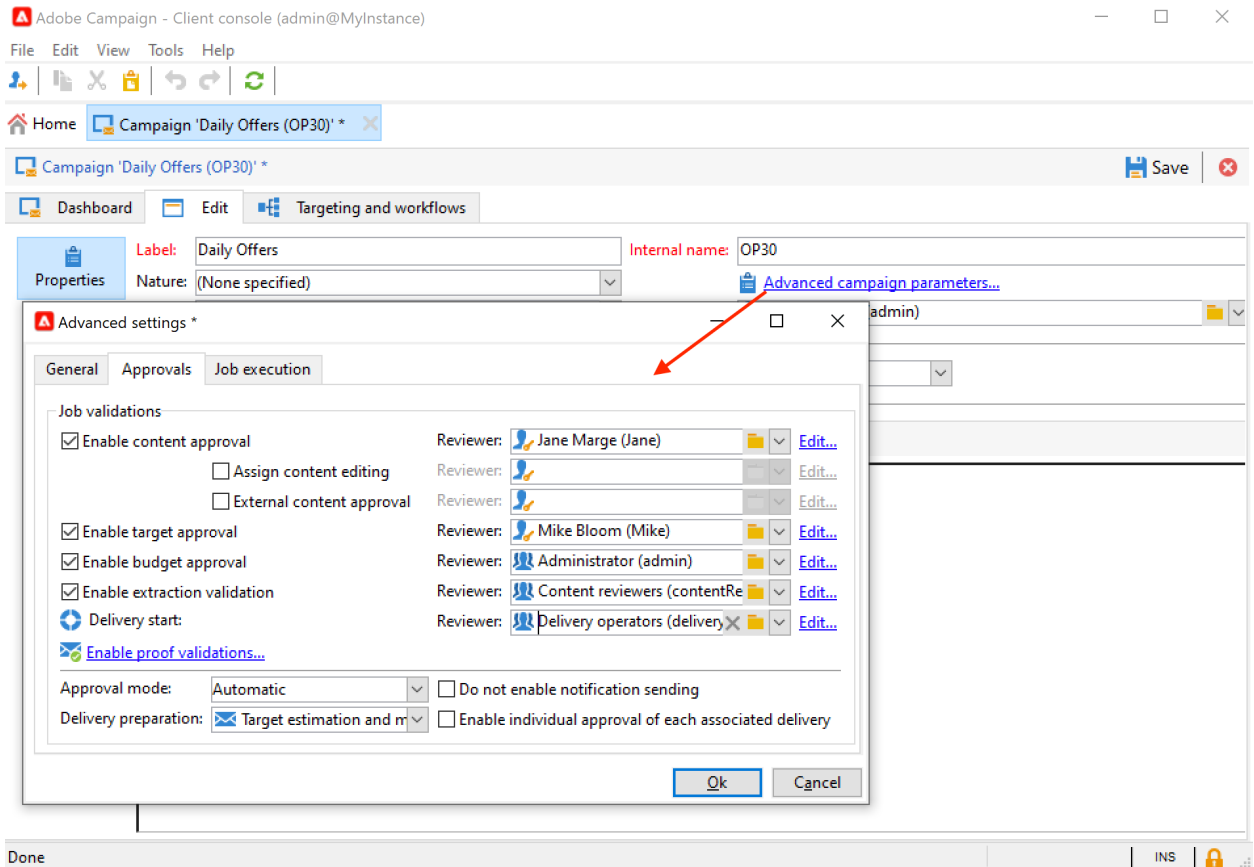 Adobe Campaign - Client console (admin@MyInstance)
File Edit View Tools Help
Home Campaign 'Daily Offers (OP30)' *
Campaign 'Daily Offers (OP30)' * Save
Dashboard Edit Targeting and workflows
Properties Label: Daily Offers Internal name: OP30
Nature: (None specified) Advanced campaign parameters...
admin)
Advanced settings *
General Approvals Job execution
Job validations
Enable content approval Reviewer: Jane Marge (Jane) Edit...
Assign content editing Reviewer: Edit...
External content approval Reviewer: Edit...
Enable target approval Reviewer: Mike Bloom (Mike) Edit...
Enable budget approval Reviewer: Administrator (admin) Edit...
Enable extraction validation Reviewer: Content reviewers (contentRe Edit...
Delivery start: Reviewer: Delivery operators (delivery Edit...
Enable proof validations...
Approval mode: Automatic Do not enable notification sending
Delivery preparation: Target estimation and m Enable individual approval of each associated delivery
Ok Cancel
Done INS